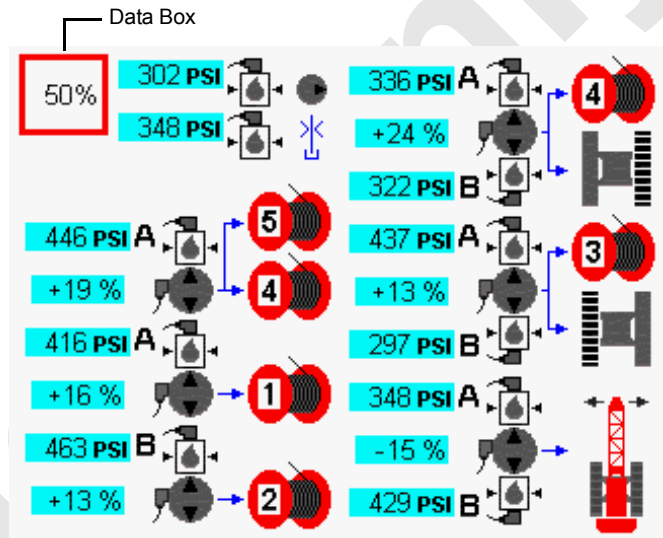 Data Box
50%
302 PSI
348 PSI
446 PSI A
5
+19 %
4
416 PSI A
+16 %
1
463 PSI B
+13 %
2
336 PSI A
4
+24 %
322 PSI B
437 PSI A
3
+13 %
297 PSI B
348 PSI A
-15 %
429 PSI B